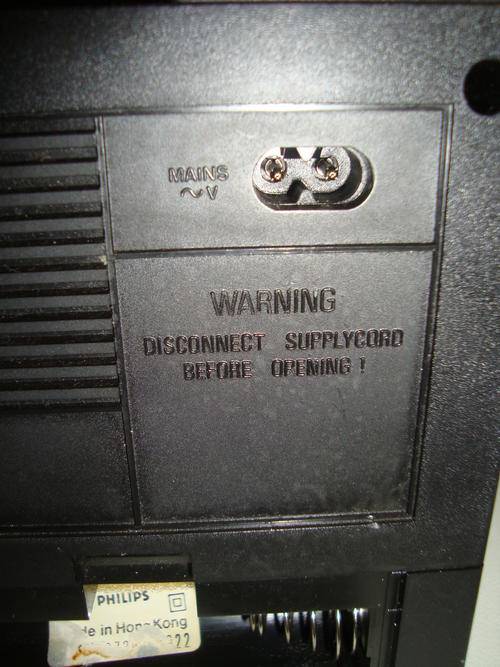 MAINS
~ V
WARNING
DISCONNECT SUPPLYCORD
BEFORE OPENING !
PHILIPS
de in Hong Kong